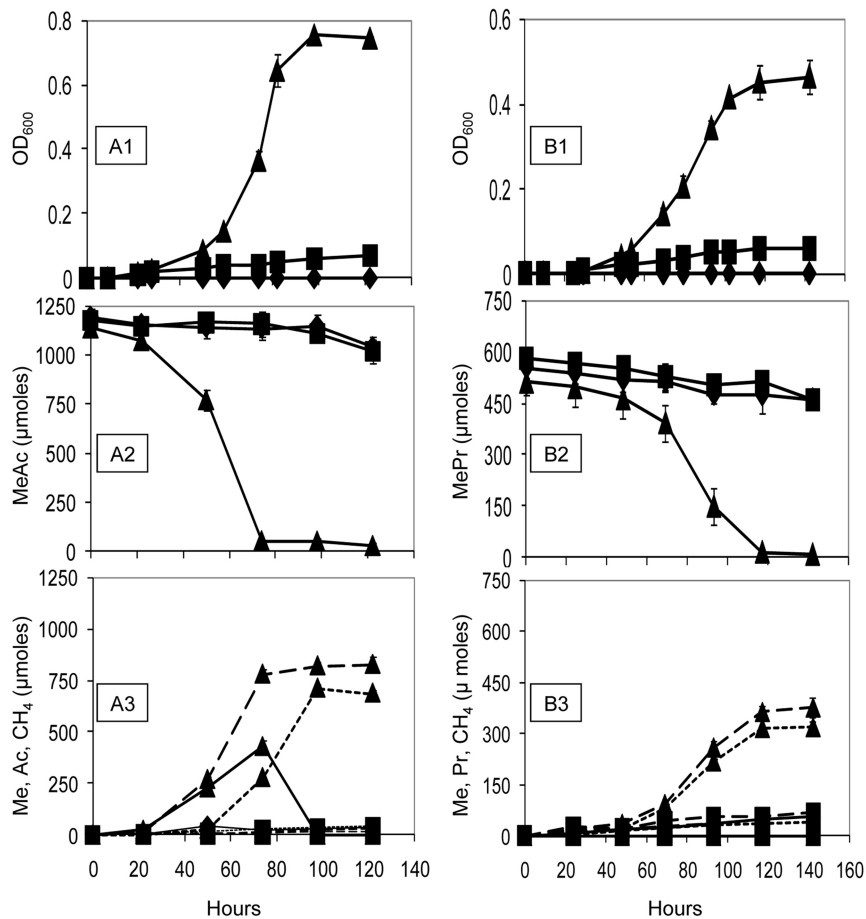 0.8
0.6
0.4
0.2
0
OD600
A1
0.6
0.4
0.2
0
OD600
B1
1250
1000
750
500
250
0
MeAc (µmoles)
A2
750
600
450
300
150
0
MePr (µmoles)
B2
1250
1000
750
500
250
0
Me, Ac, CH4 (µmoles)
A3
0 20 40 60 80 100 120 140
Hours
750
600
450
300
150
0
Me, Pr, CH4 (µ moles)
B3
0 20 40 60 80 100 120 140 160
Hours